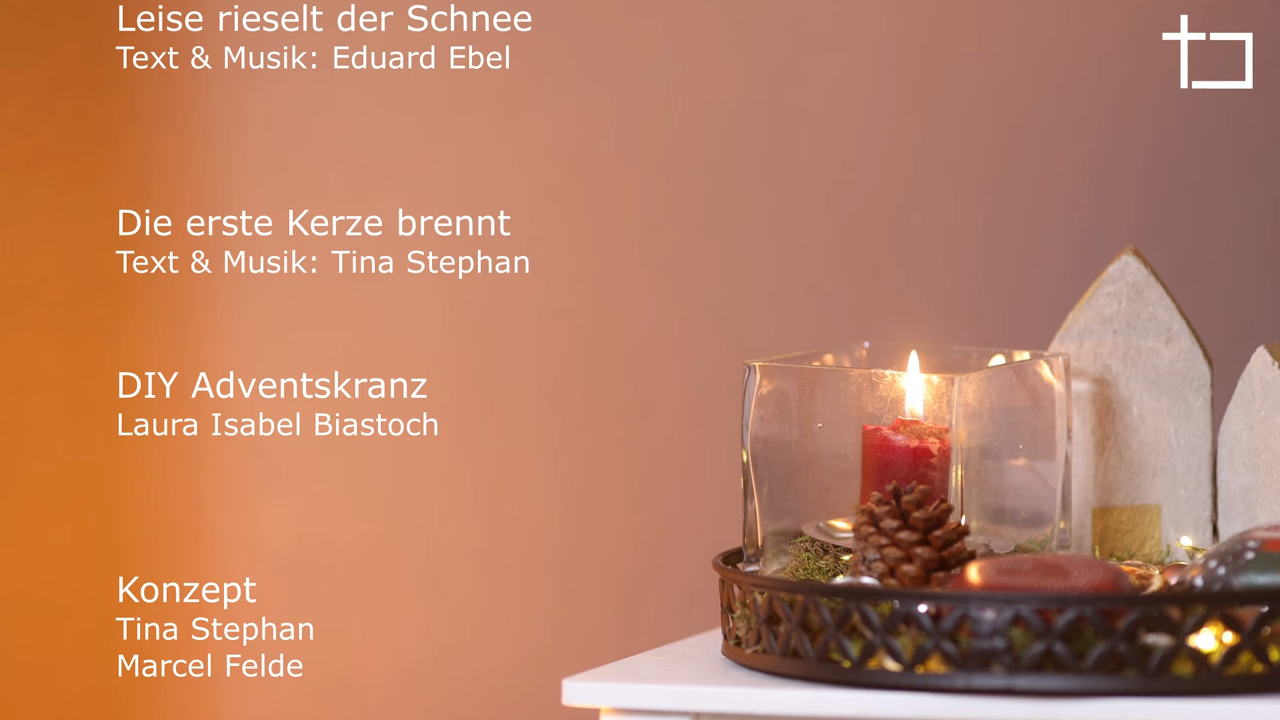 Leise rieselt der Schnee
Text & Musik: Eduard Ebel
Die erste Kerze brennt
Text & Musik: Tina Stephan
DIY Adventskranz
Laura Isabel Biastoch
Konzept
Tina Stephan
Marcel Felde